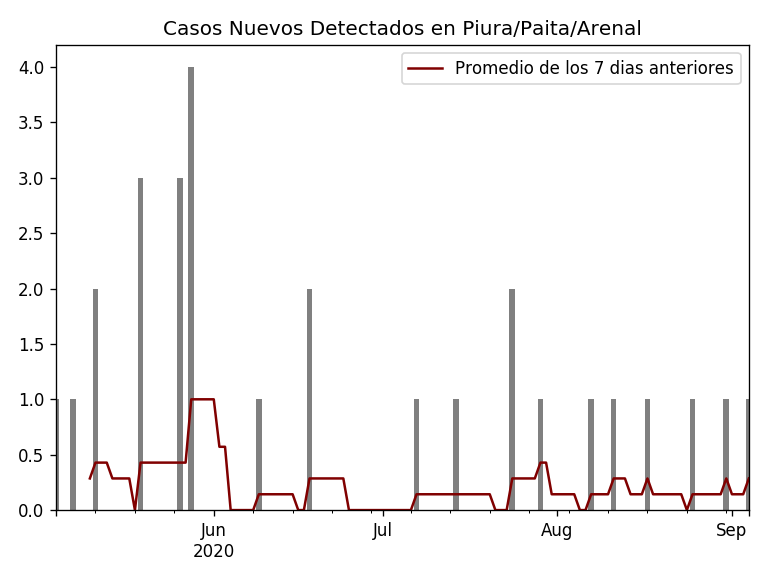 Casos Nuevos Detectados en Piura/Paita/Arenal
Promedio de los 7 dias anteriores
4.0
3.5
3.0
2.5
2.0
1.5
1.0
0.5
0.0
Jun
2020
Jul
Aug
Sep